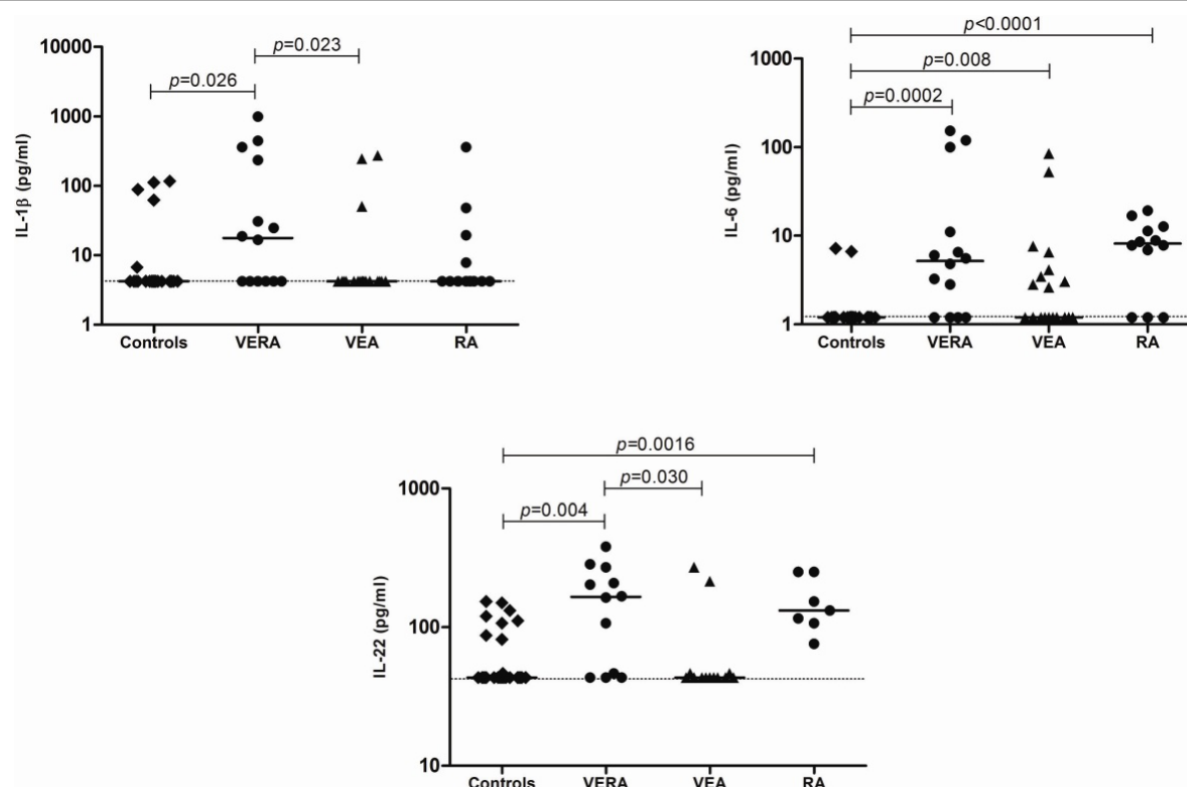 p=0.023
p=0.026
10000
1000
100
10
1
IL-1β (pg/ml)
Controls VERA VEA RA
p<0.0001
p=0.008
p=0.0002
1000
100
10
1
IL-6 (pg/ml)
Controls VERA VEA RA
p=0.0016
p=0.030
p=0.004
1000
100
10
IL-22 (pg/ml)
Controls VERA VEA RA